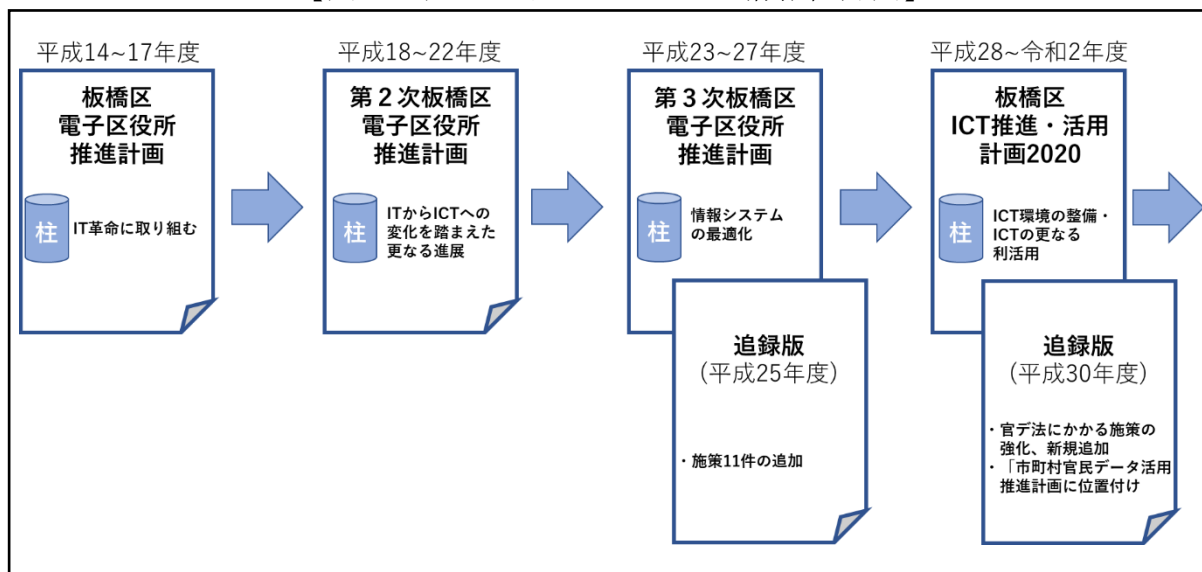 平成14~17年度
板橋区
電子区役所
推進計画
柱
IT革命に取り組む
平成18~22年度
第２次板橋区
電子区役所
推進計画
柱
ITからICTへの
変化を踏まえた
更なる進展
平成23~27年度
第３次板橋区
電子区役所
推進計画
柱
情報システム
の最適化
追録版
(平成25年度)
・施策11件の追加
平成28~令和2年度
板橋区
ICT推進・活用
計画2020
柱
ICT環境の整備・
ICTの更なる
利活用
追録版
(平成30年度)
・官デ法にかかる施策の
強化、新規追加
・「市町村官民データ活用
推進計画に位置付け